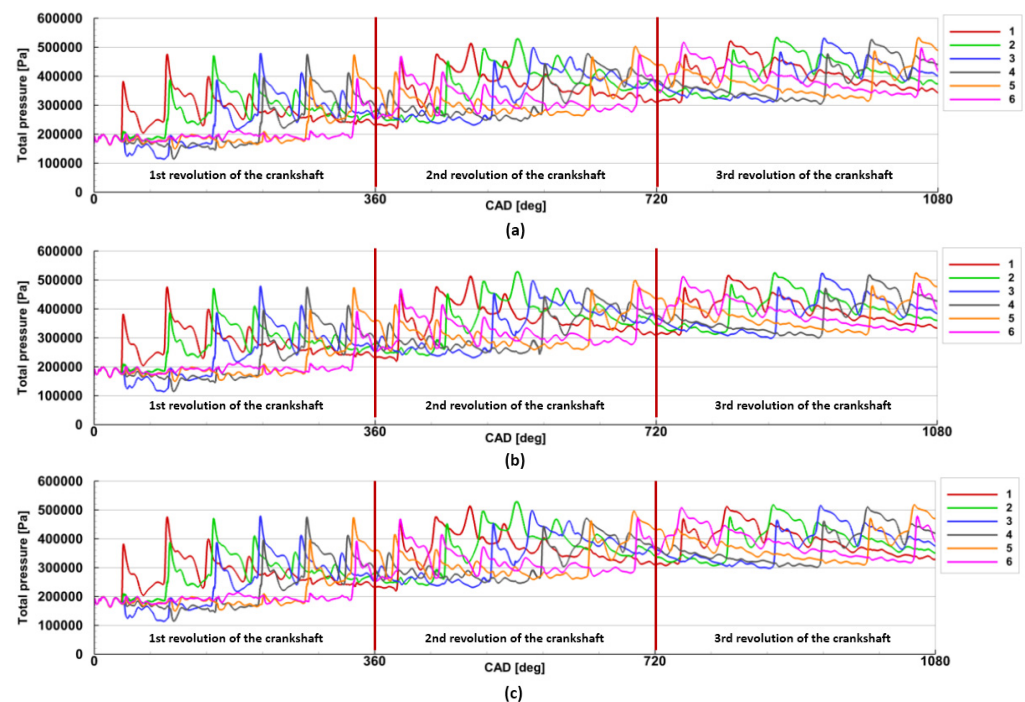 Total pressure [Pa]
600000
500000
400000
300000
200000
100000
0
1st revolution of the crankshaft
2nd revolution of the crankshaft
3rd revolution of the crankshaft
0
360
720
1080
CAD [deg]
1
2
3
4
5
6
(a)
Total pressure [Pa]
600000
500000
400000
300000
200000
100000
0
1st revolution of the crankshaft
2nd revolution of the crankshaft
3rd revolution of the crankshaft
0
360
720
1080
CAD [deg]
1
2
3
4
5
6
(b)
Total pressure [Pa]
600000
500000
400000
300000
200000
100000
0
1st revolution of the crankshaft
2nd revolution of the crankshaft
3rd revolution of the crankshaft
0
360
720
1080
CAD [deg]
1
2
3
4
5
6
(c)